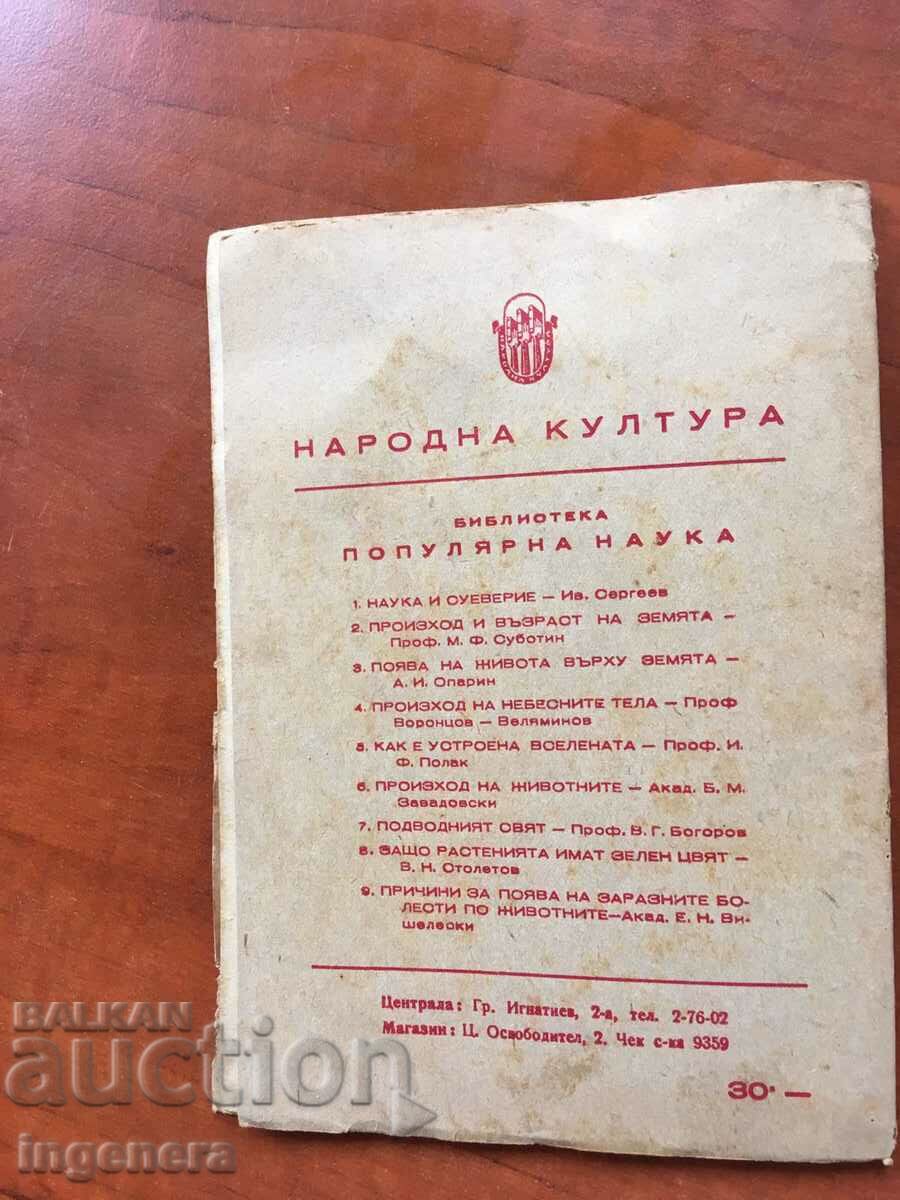 НАРОДНА КУЛТУРА
НАРОДНА КУЛТУРА
БИБЛИОТЕКА
ПОПУЛЯРНА НАУКА
1. НАУКА И СУЕВЕРИЕ – Ив. Сергеев
2. ПРОИЗХОД И ВЪЗРАСТ НА ЗЕМЯТА –
Проф. М. Ф. Суботин
3. ПОЯВА НА ЖИВОТА ВЪРХУ ЗЕМЯТА –
А. И. Опарин
4. ПРОИЗХОД НА НЕБЕСНИТЕ ТЕЛА – Проф
Воронцов – Веляминов
5. КАК Е УСТРОЕНА ВСЕЛЕНАТА – Проф. И.
Ф. Полак
6. ПРОИЗХОД НА ЖИВОТНИТЕ – Акад. Б. М.
Завадовски
7. ПОДВОДНИЯТ СВЯТ – Проф. В. Г. Богоров
8. ЗАЩО РАСТЕНИЯТА ИМАТ ЗЕЛЕН ЦВЯТ –
В. Н. Столетов
9. ПРИЧИНИ ЗА ПОЯВА НА ЗАРАЗНИТЕ БО-
ЛЕСТИ ПО ЖИВОТНИТЕ–Акад. Е. Н. Ви-
шелески
Централа: Гр. Игнатиев, 2-а, тел. 2-76-02
Магазин: Ц. Освободител, 2. Чек с-ка 9359
30·–
BALKAN
auction
ingenera